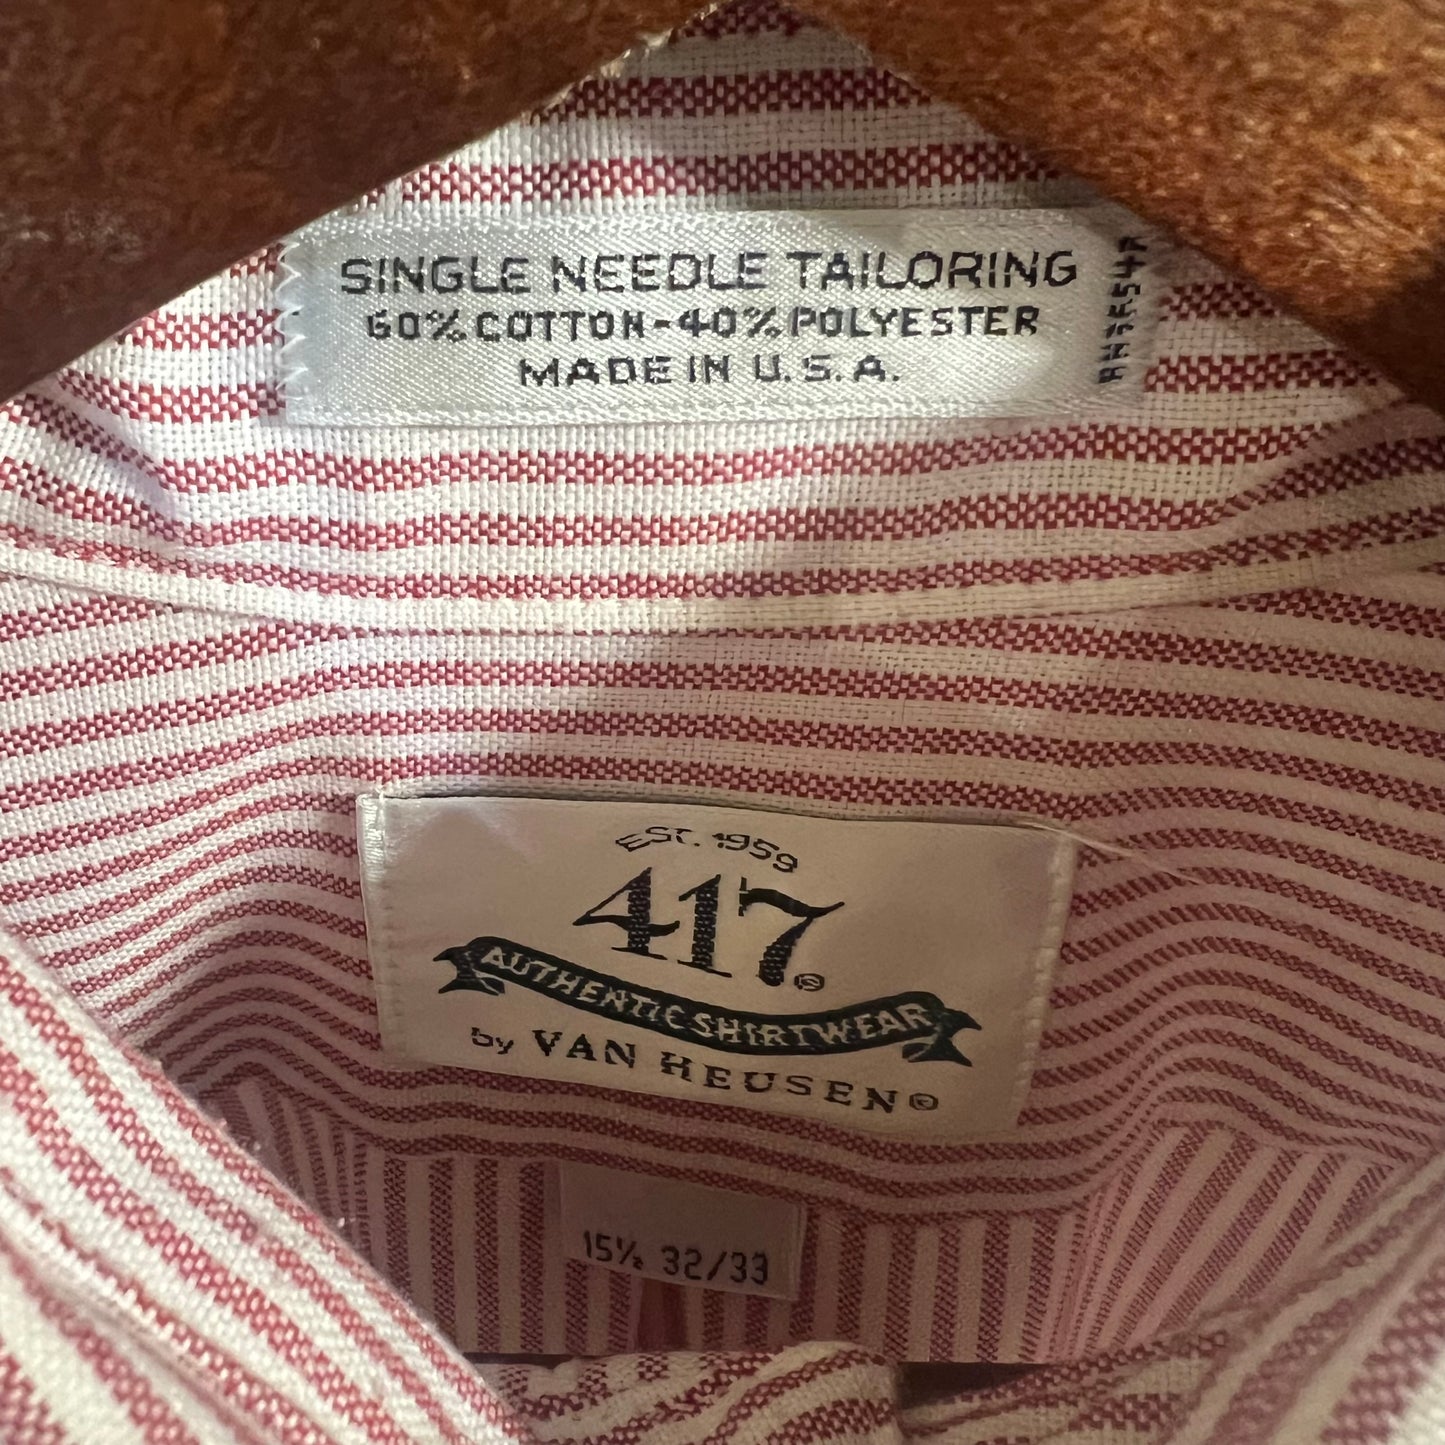 SINGLE NEEDLE TAILORING
60% COTTON-40% POLYESTER
MADE IN U.S.A.
EST. 1959
417®
AUTHENTIC SHIRTWEAR
by VAN HEUSEN®
15½ 32/33